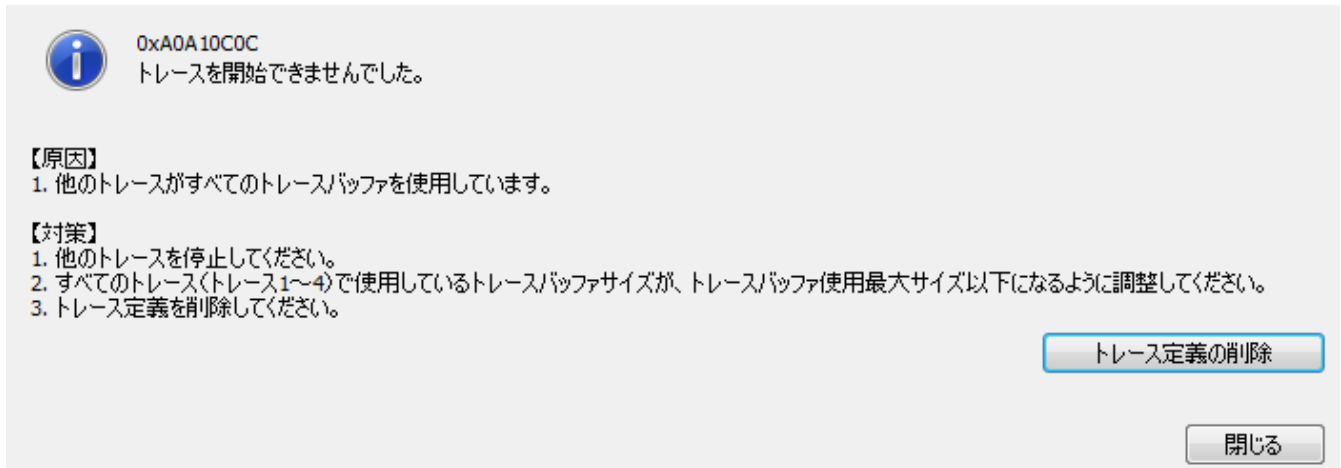 0xA0A10C0C
トレースを開始できませんでした。
【原因】
1. 他のトレースがすべてのトレースバッファを使用しています。
【対策】
1. 他のトレースを停止してください。
2. すべてのトレース(トレース1～4)で使用しているトレースバッファサイズが、トレースバッファ使用最大サイズ以下になるように調整してください。
3. トレース定義を削除してください。
トレース定義の削除
閉じる